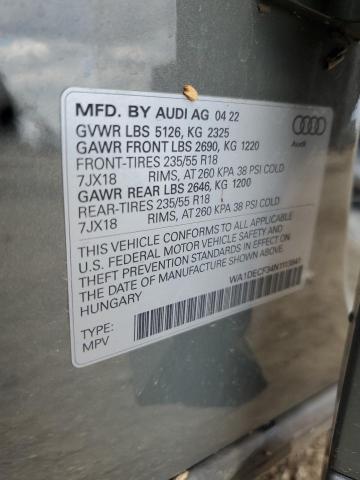 MFD. BY AUDI AG 04 22
GVWR LBS 5126, KG 2325
GAWR FRONT LBS 2690, KG 1220
FRONT-TIRES 235/55 R18
7JX18 RIMS, AT 260 KPA 38 PSI COLD
GAWR REAR LBS 2646, KG 1200
REAR-TIRES 235/55 R18
7JX18 RIMS, AT 260 KPA 38 PSI COLD
Audi
THIS VEHICLE CONFORMS TO ALL APPLICABLE
U.S. FEDERAL MOTOR VEHICLE SAFETY AND
THEFT PREVENTION STANDARDS IN EFFECT ON
THE DATE OF MANUFACTURE SHOWN ABOVE
HUNGARY
WA1DECF34N1113941
TYPE:
MPV